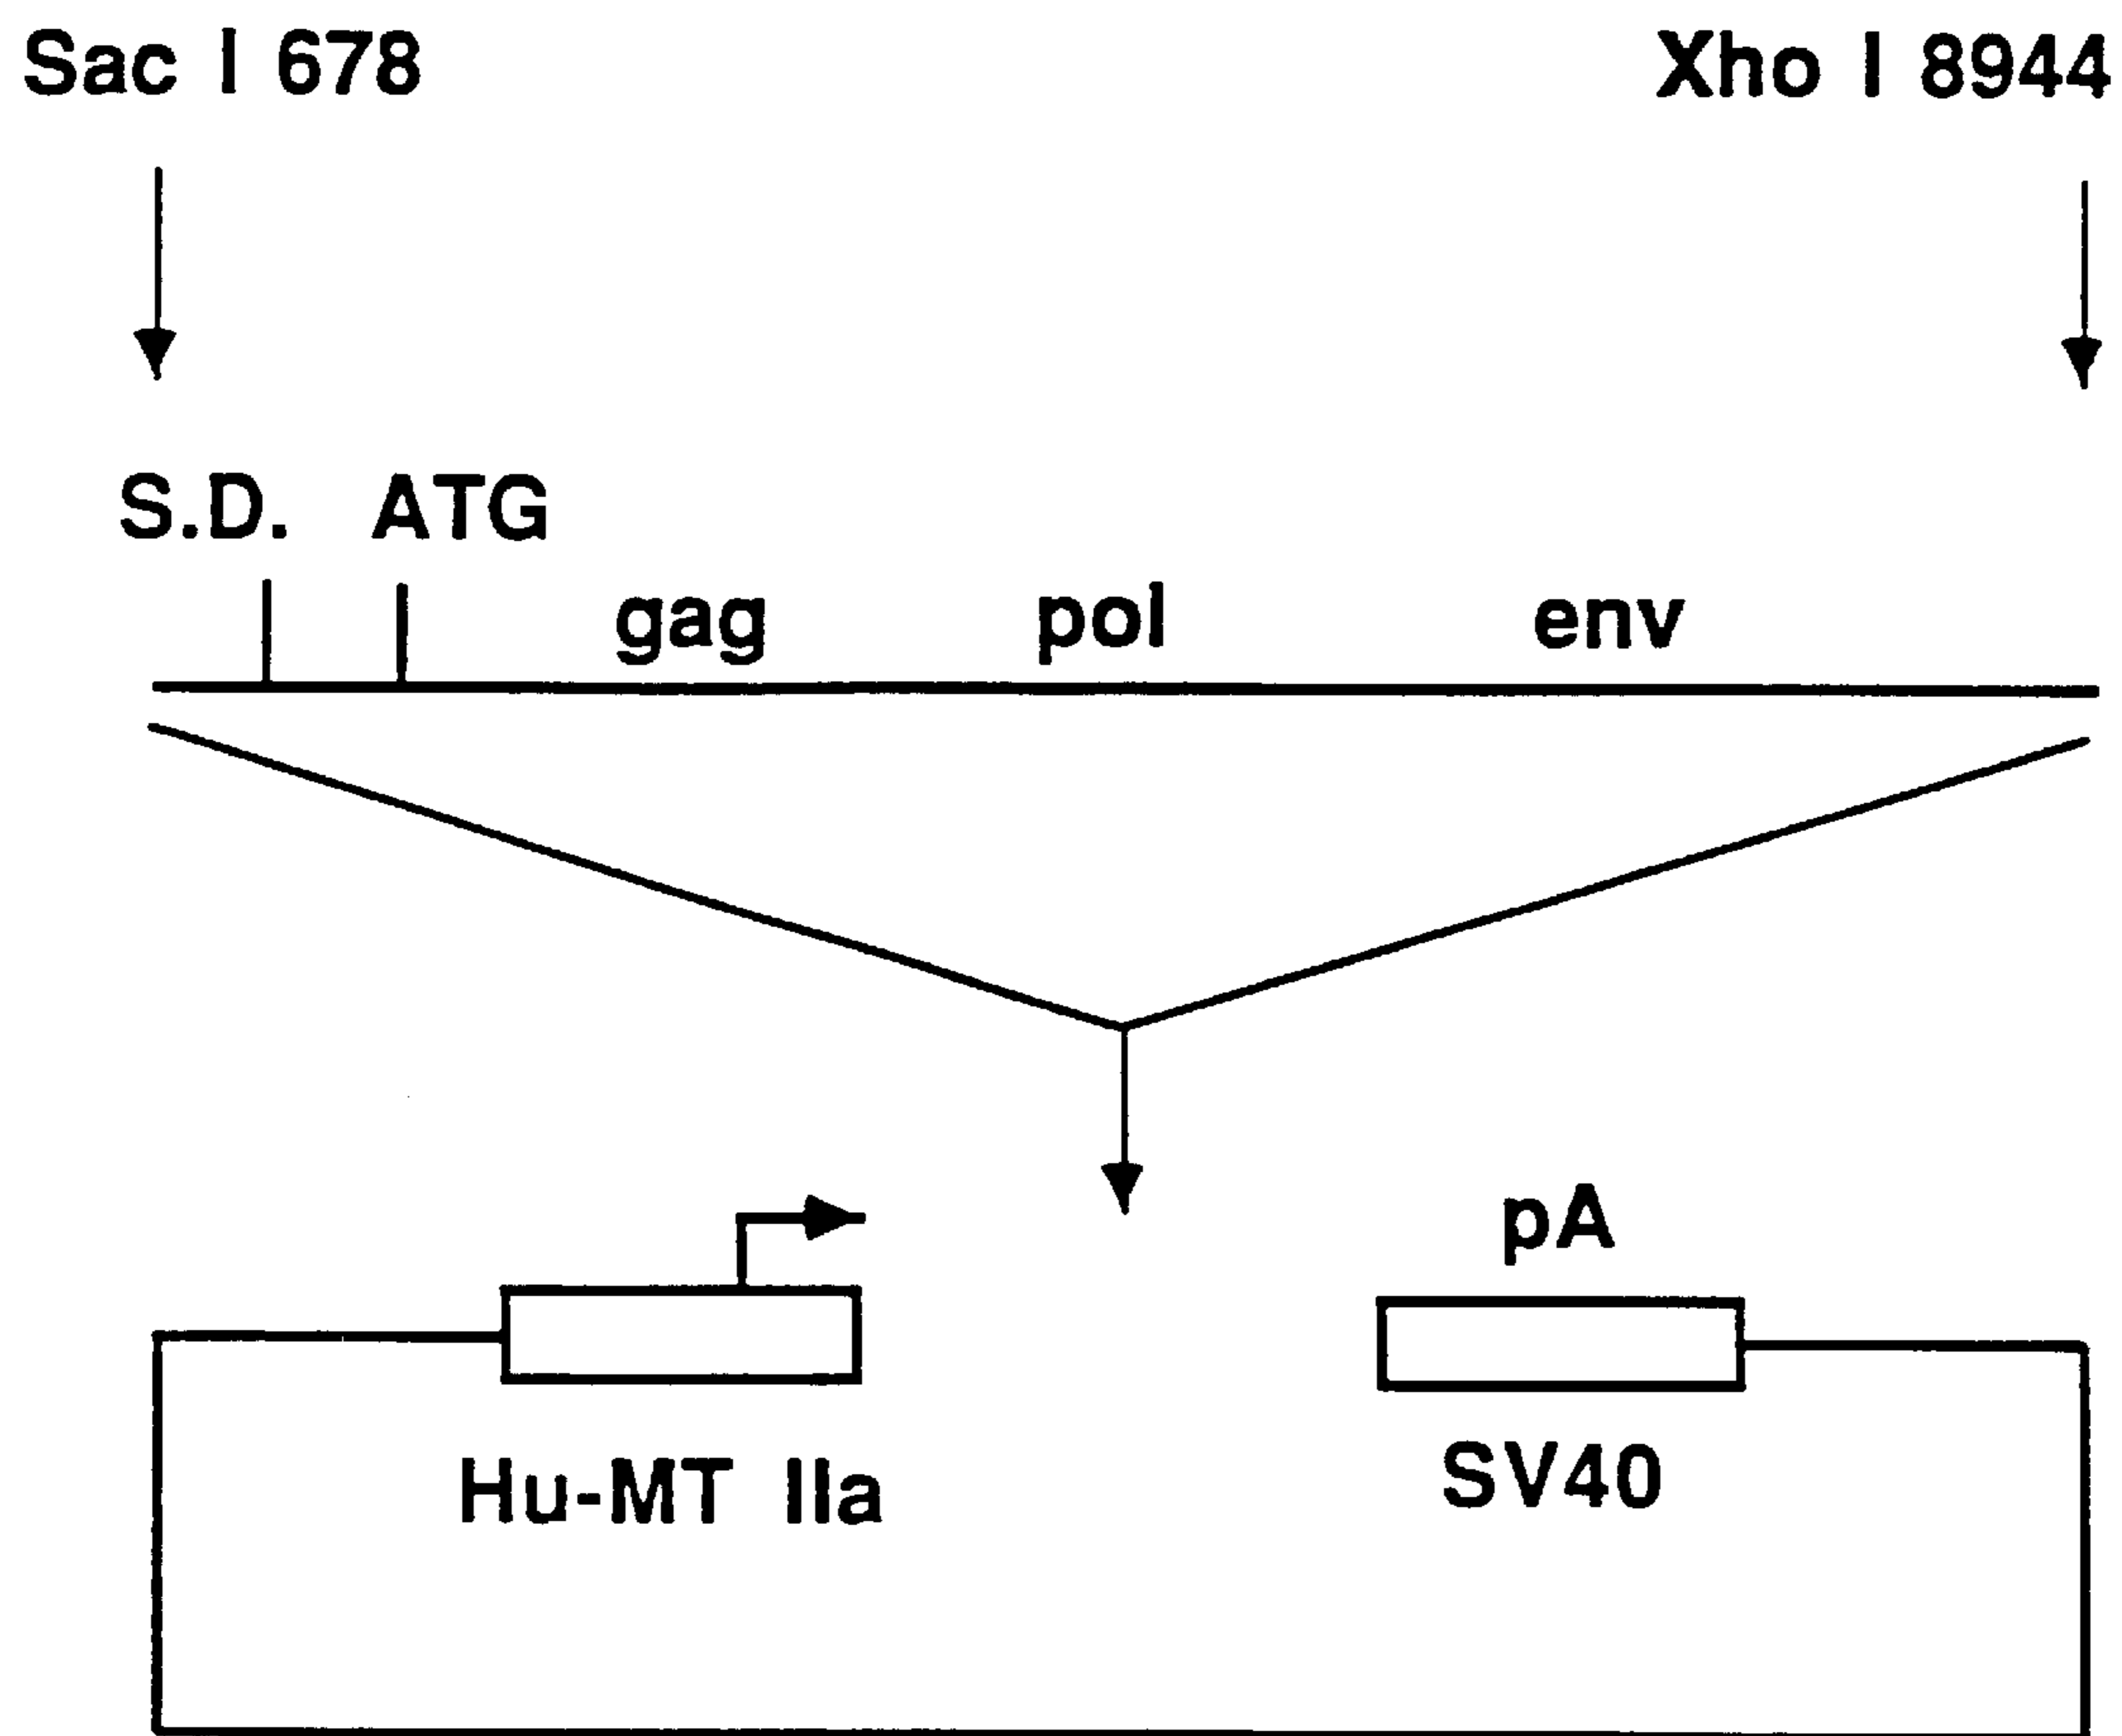 Sac I 678    Xho I 8944
S.D.  ATG
gag    pol    env
pA
Hu-MT IIa    SV40